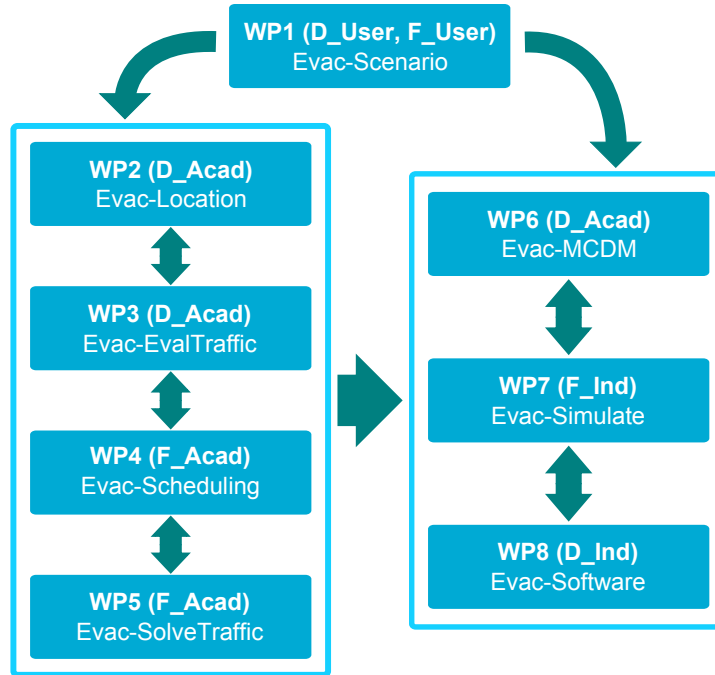 WP1 (D_User, F_User)
Evac-Scenario
WP2 (D_Acad)
Evac-Location
WP3 (D_Acad)
Evac-EvalTraffic
WP4 (F_Acad)
Evac-Scheduling
WP5 (F_Acad)
Evac-SolveTraffic
WP6 (D_Acad)
Evac-MCDM
WP7 (F_Ind)
Evac-Simulate
WP8 (D_Ind)
Evac-Software